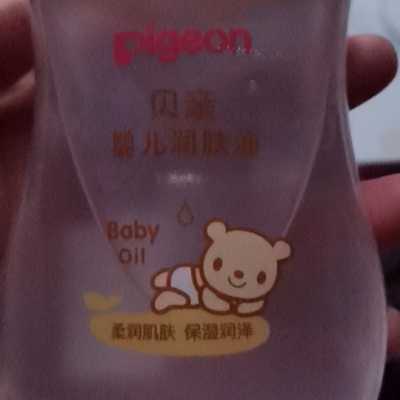 Pigeon
贝亲
婴儿润肤油
Baby
Oil
柔润肌肤 保湿润泽